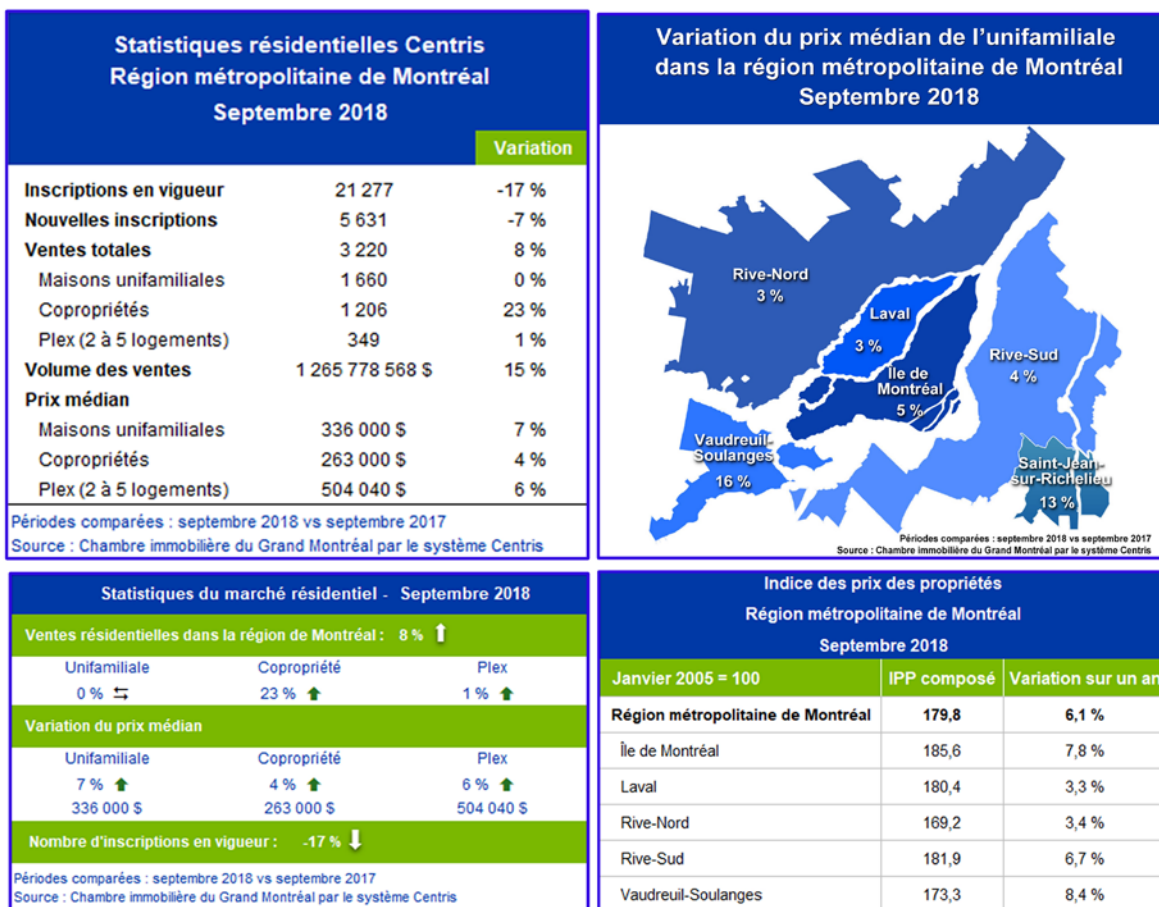 Statistiques résidentielles Centris
Région métropolitaine de Montréal
Septembre 2018
Variation
Inscriptions en vigueur 21 277 -17 %
Nouvelles inscriptions 5 631 -7 %
Ventes totales 3 220 8 %
Maisons unifamiliales 1 660 0 %
Copropriétés 1 206 23 %
Plex (2 à 5 logements) 349 1 %
Volume des ventes 1 265 778 568 $ 15 %
Prix médian
Maisons unifamiliales 336 000 $ 7 %
Copropriétés 263 000 $ 4 %
Plex (2 à 5 logements) 504 040 $ 6 %
Périodes comparées : septembre 2018 vs septembre 2017
Source : Chambre immobilière du Grand Montréal par le système Centris
Variation du prix médian de l'unifamiliale
dans la région métropolitaine de Montréal
Septembre 2018
Rive-Nord
3 %
Laval
3 %
Île de
Montréal
5 %
Rive-Sud
4 %
Vaudreuil-
Soulanges
16 %
Saint-Jean-
sur-Richelieu
13 %
Périodes comparées : septembre 2018 vs septembre 2017
Source : Chambre immobilière du Grand Montréal par le système Centris
Statistiques du marché résidentiel - Septembre 2018
Ventes résidentielles dans la région de Montréal : 8 %
Unifamiliale Copropriété Plex
0 % 23 % 1 %
Variation du prix médian
Unifamiliale Copropriété Plex
7 % 4 % 6 %
336 000 $ 263 000 $ 504 040 $
Nombre d'inscriptions en vigueur : -17 %
Périodes comparées : septembre 2018 vs septembre 2017
Source : Chambre immobilière du Grand Montréal par le système Centris
Indice des prix des propriétés
Région métropolitaine de Montréal
Septembre 2018
Janvier 2005 = 100 IPP composé Variation sur un an
Région métropolitaine de Montréal 179,8 6,1 %
Île de Montréal 185,6 7,8 %
Laval 180,4 3,3 %
Rive-Nord 169,2 3,4 %
Rive-Sud 181,9 6,7 %
Vaudreuil-Soulanges 173,3 8,4 %